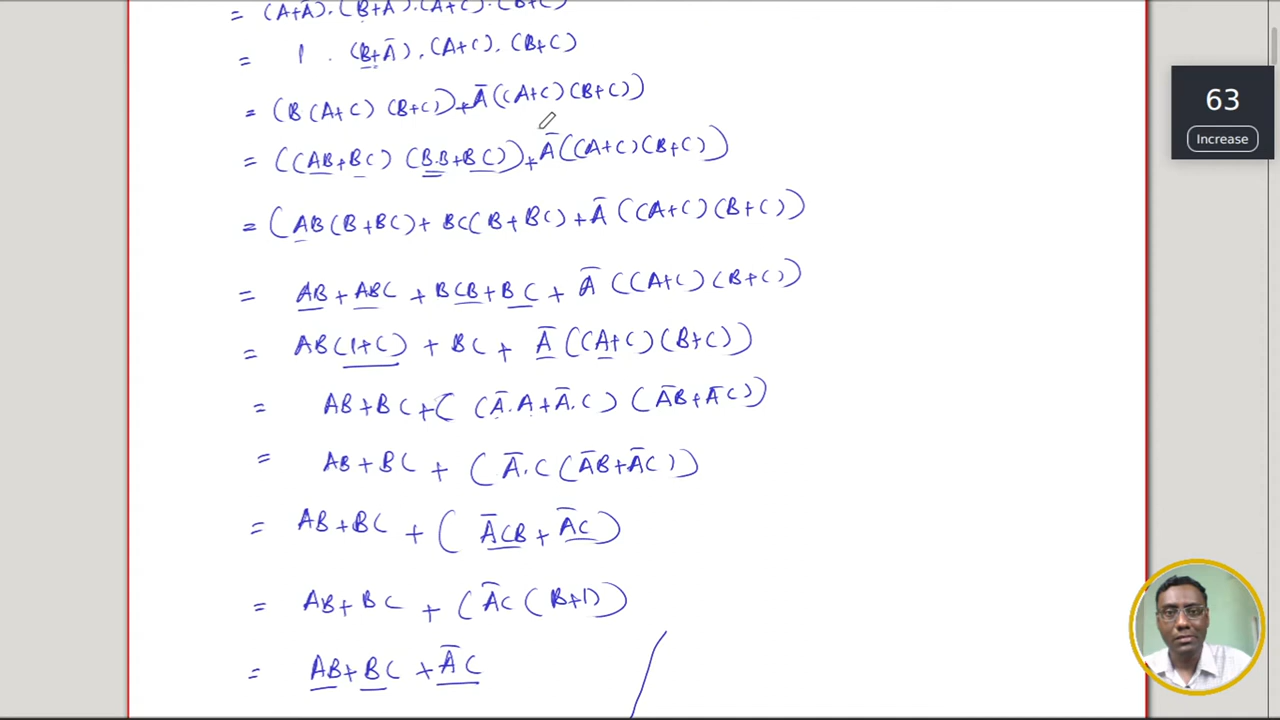 = (A+Ā).(B+Ā).(A+C).(B+C)
= 1 . (B+Ā).(A+C).(B+C)
= (B(A+C) (B+C))+Ā((A+C)(B+C))
= ((AB+BC) (B.B+BC))+Ā((A+C)(B+C))
= (AB(B+BC)+ BC(B+BC)+Ā ((A+C)(B+C))
= AB+ABC + BCB+BC + Ā ((A+C)(B+C))
= AB(1+C) + BC + Ā ((A+C)(B+C))
= AB+BC+( (Ā.A+Ā.C) (ĀB+ĀC))
= AB+BC + (Ā.C(ĀB+ĀC))
= AB+BC + (ĀCB+ĀC)
= AB+BC + (ĀC(B+1))
= AB+BC +ĀC
63
Increase